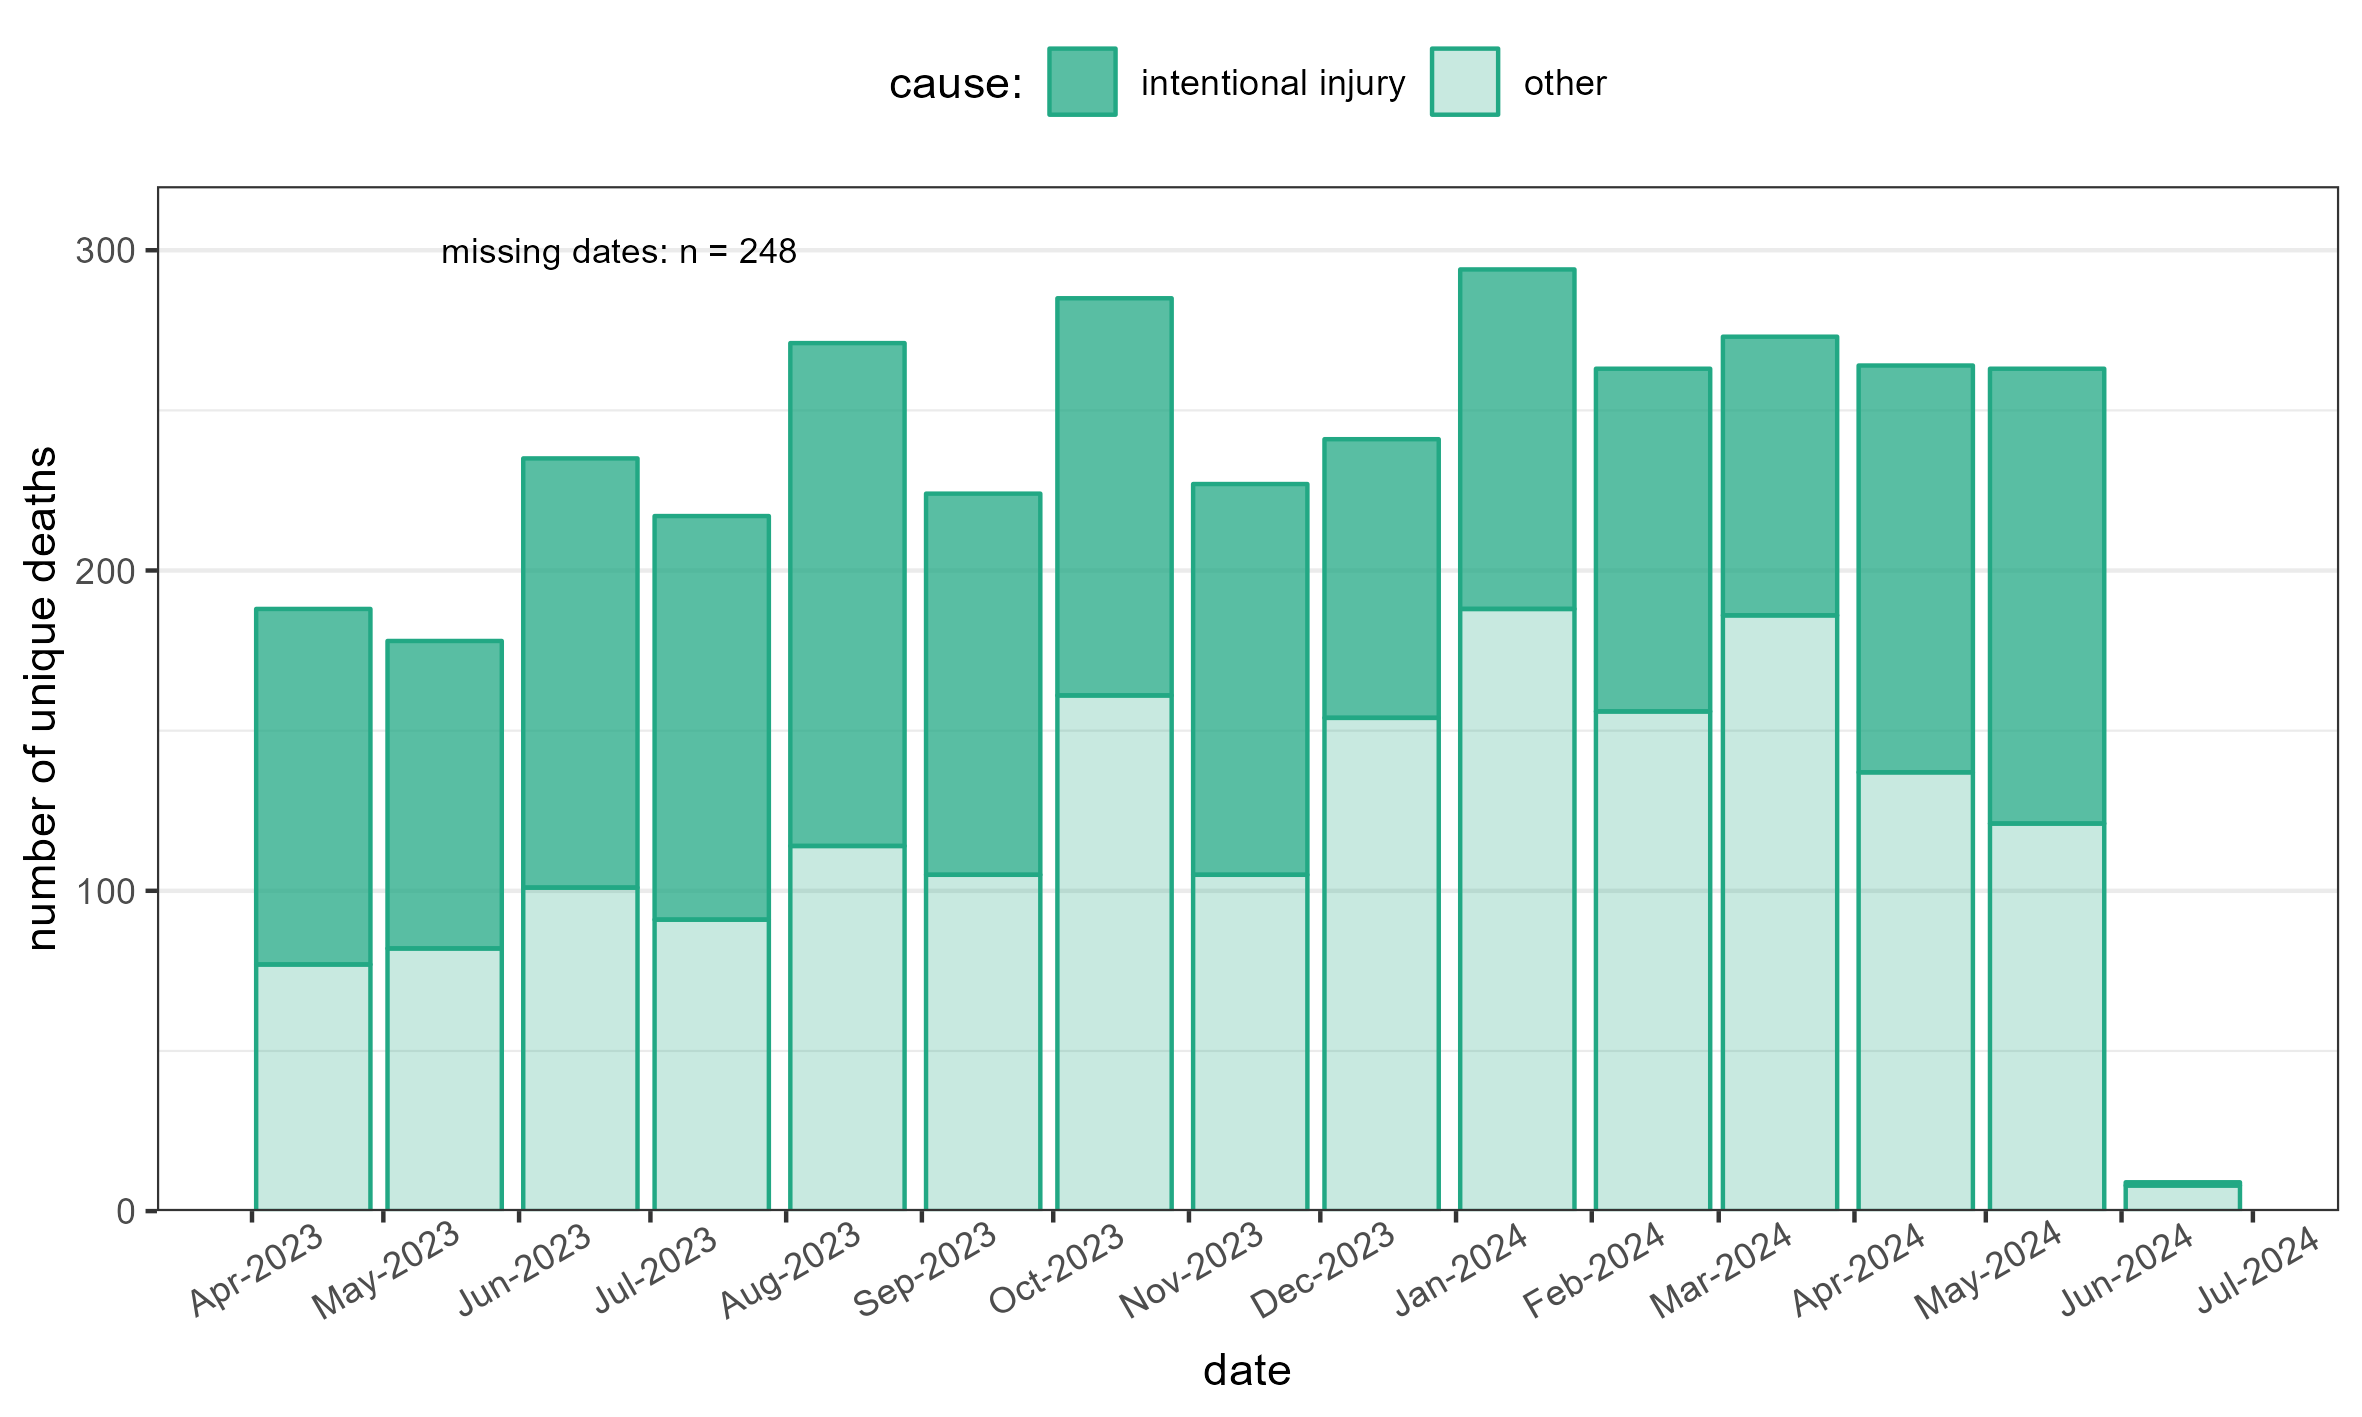 cause: intentional injury other
missing dates: n = 248
number of unique deaths
300
200
100
0
Apr-2023 May-2023 Jun-2023 Jul-2023 Aug-2023 Sep-2023 Oct-2023 Nov-2023 Dec-2023 Jan-2024 Feb-2024 Mar-2024 Apr-2024 May-2024 Jun-2024 Jul-2024
date